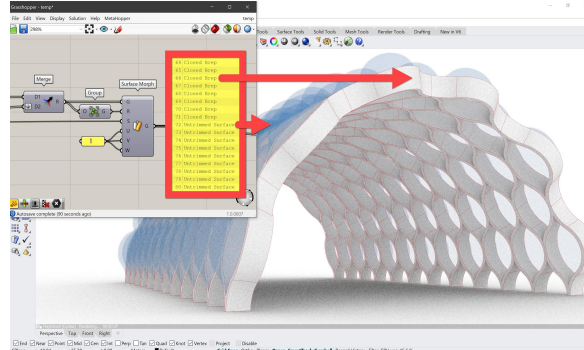 Grasshopper - temp*
File Edit View Display Solution Help MetaHopper
temp
298%
Tools Surface Tools Solid Tools Mesh Tools Render Tools Drafting New in V6
Merge
D1
D2
R
Group
O
G
Surface Morph
G
R
S
U
V
W
G
64 Closed Brep
65 Closed Brep
66 Closed Brep
67 Closed Brep
68 Closed Brep
69 Closed Brep
70 Closed Brep
71 Closed Brep
72 Untrimmed Surface
73 Untrimmed Surface
74 Untrimmed Surface
75 Untrimmed Surface
76 Untrimmed Surface
77 Untrimmed Surface
78 Untrimmed Surface
79 Untrimmed Surface
80 Untrimmed Surface
Autosave complete (90 seconds ago)
1.0.0007
Perspective Top Front Right
End Near Point Mid Cen Int Perp Tan Quad Knot Vertex Project Disable